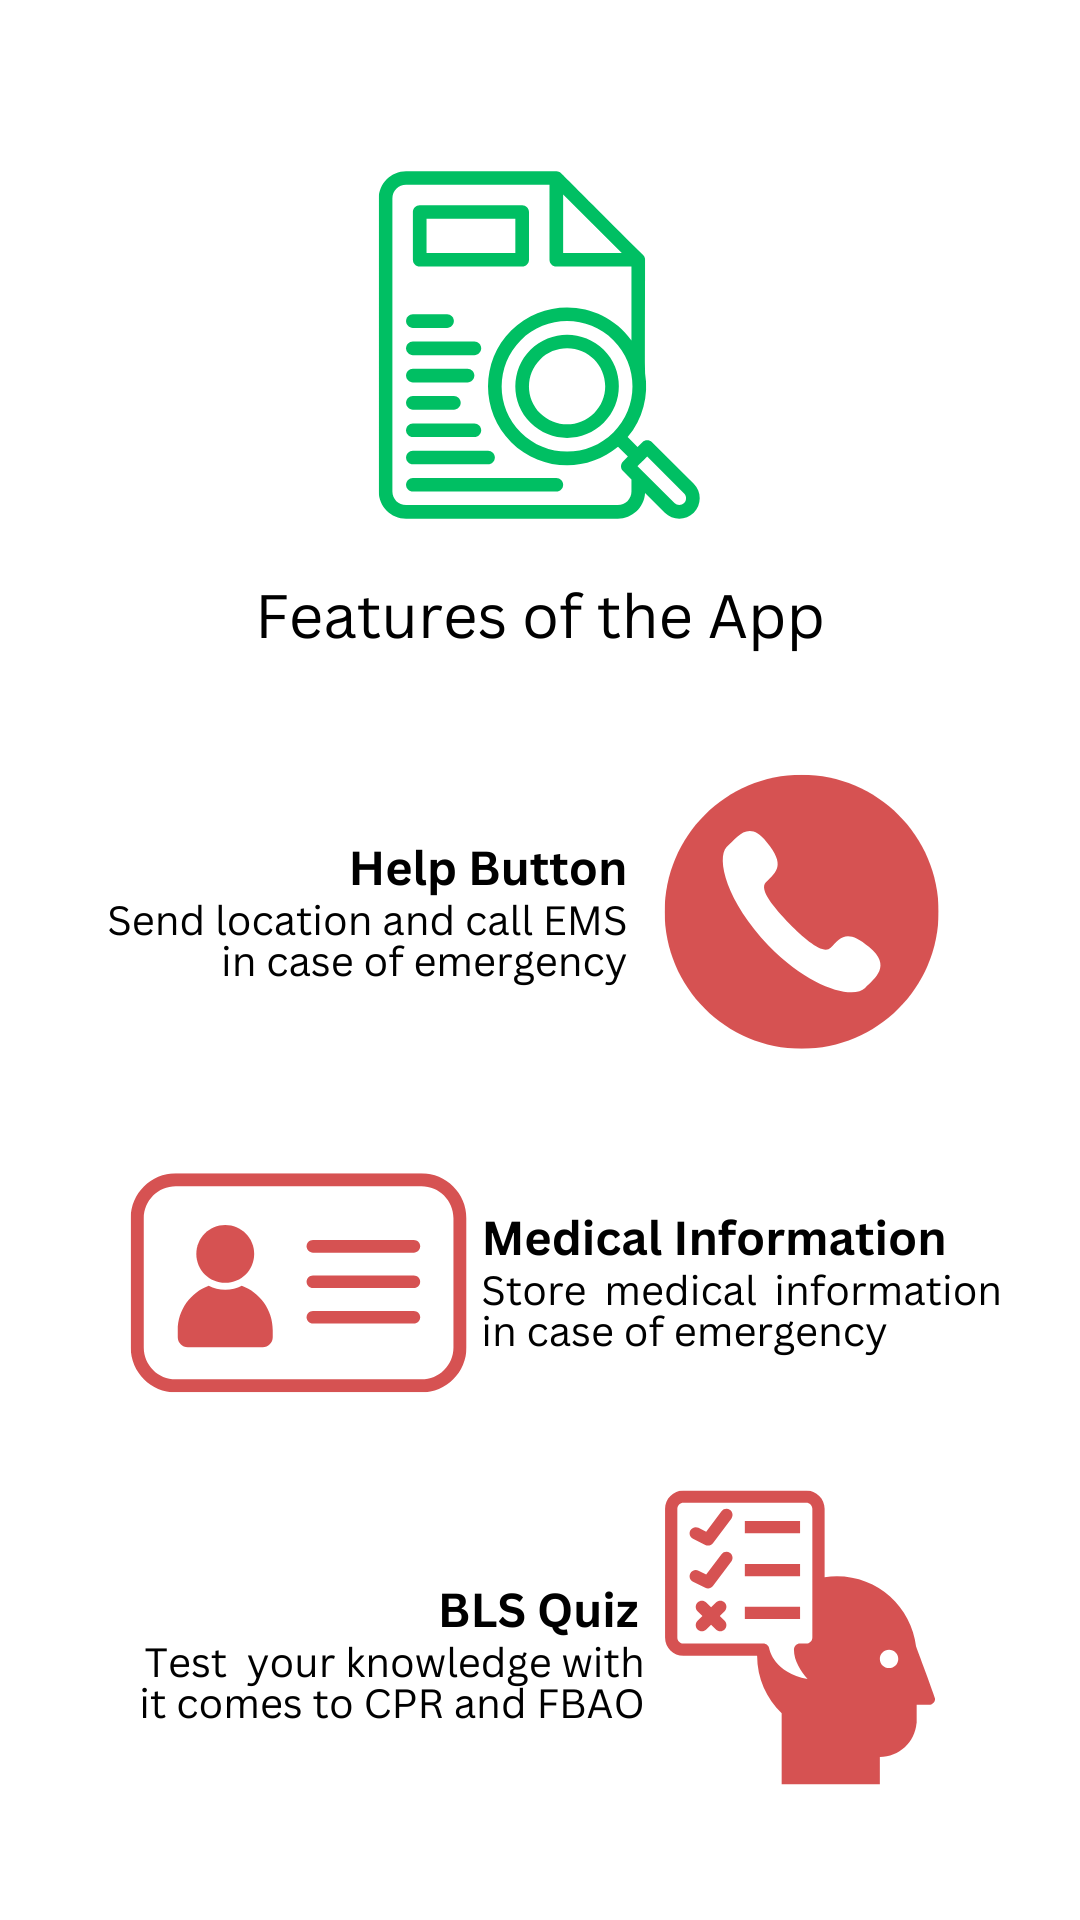 Features of the App
Help Button
Send location and call EMS
in case of emergency
Medical Information
Store medical information
in case of emergency
BLS Quiz
Test your knowledge with
it comes to CPR and FBAO